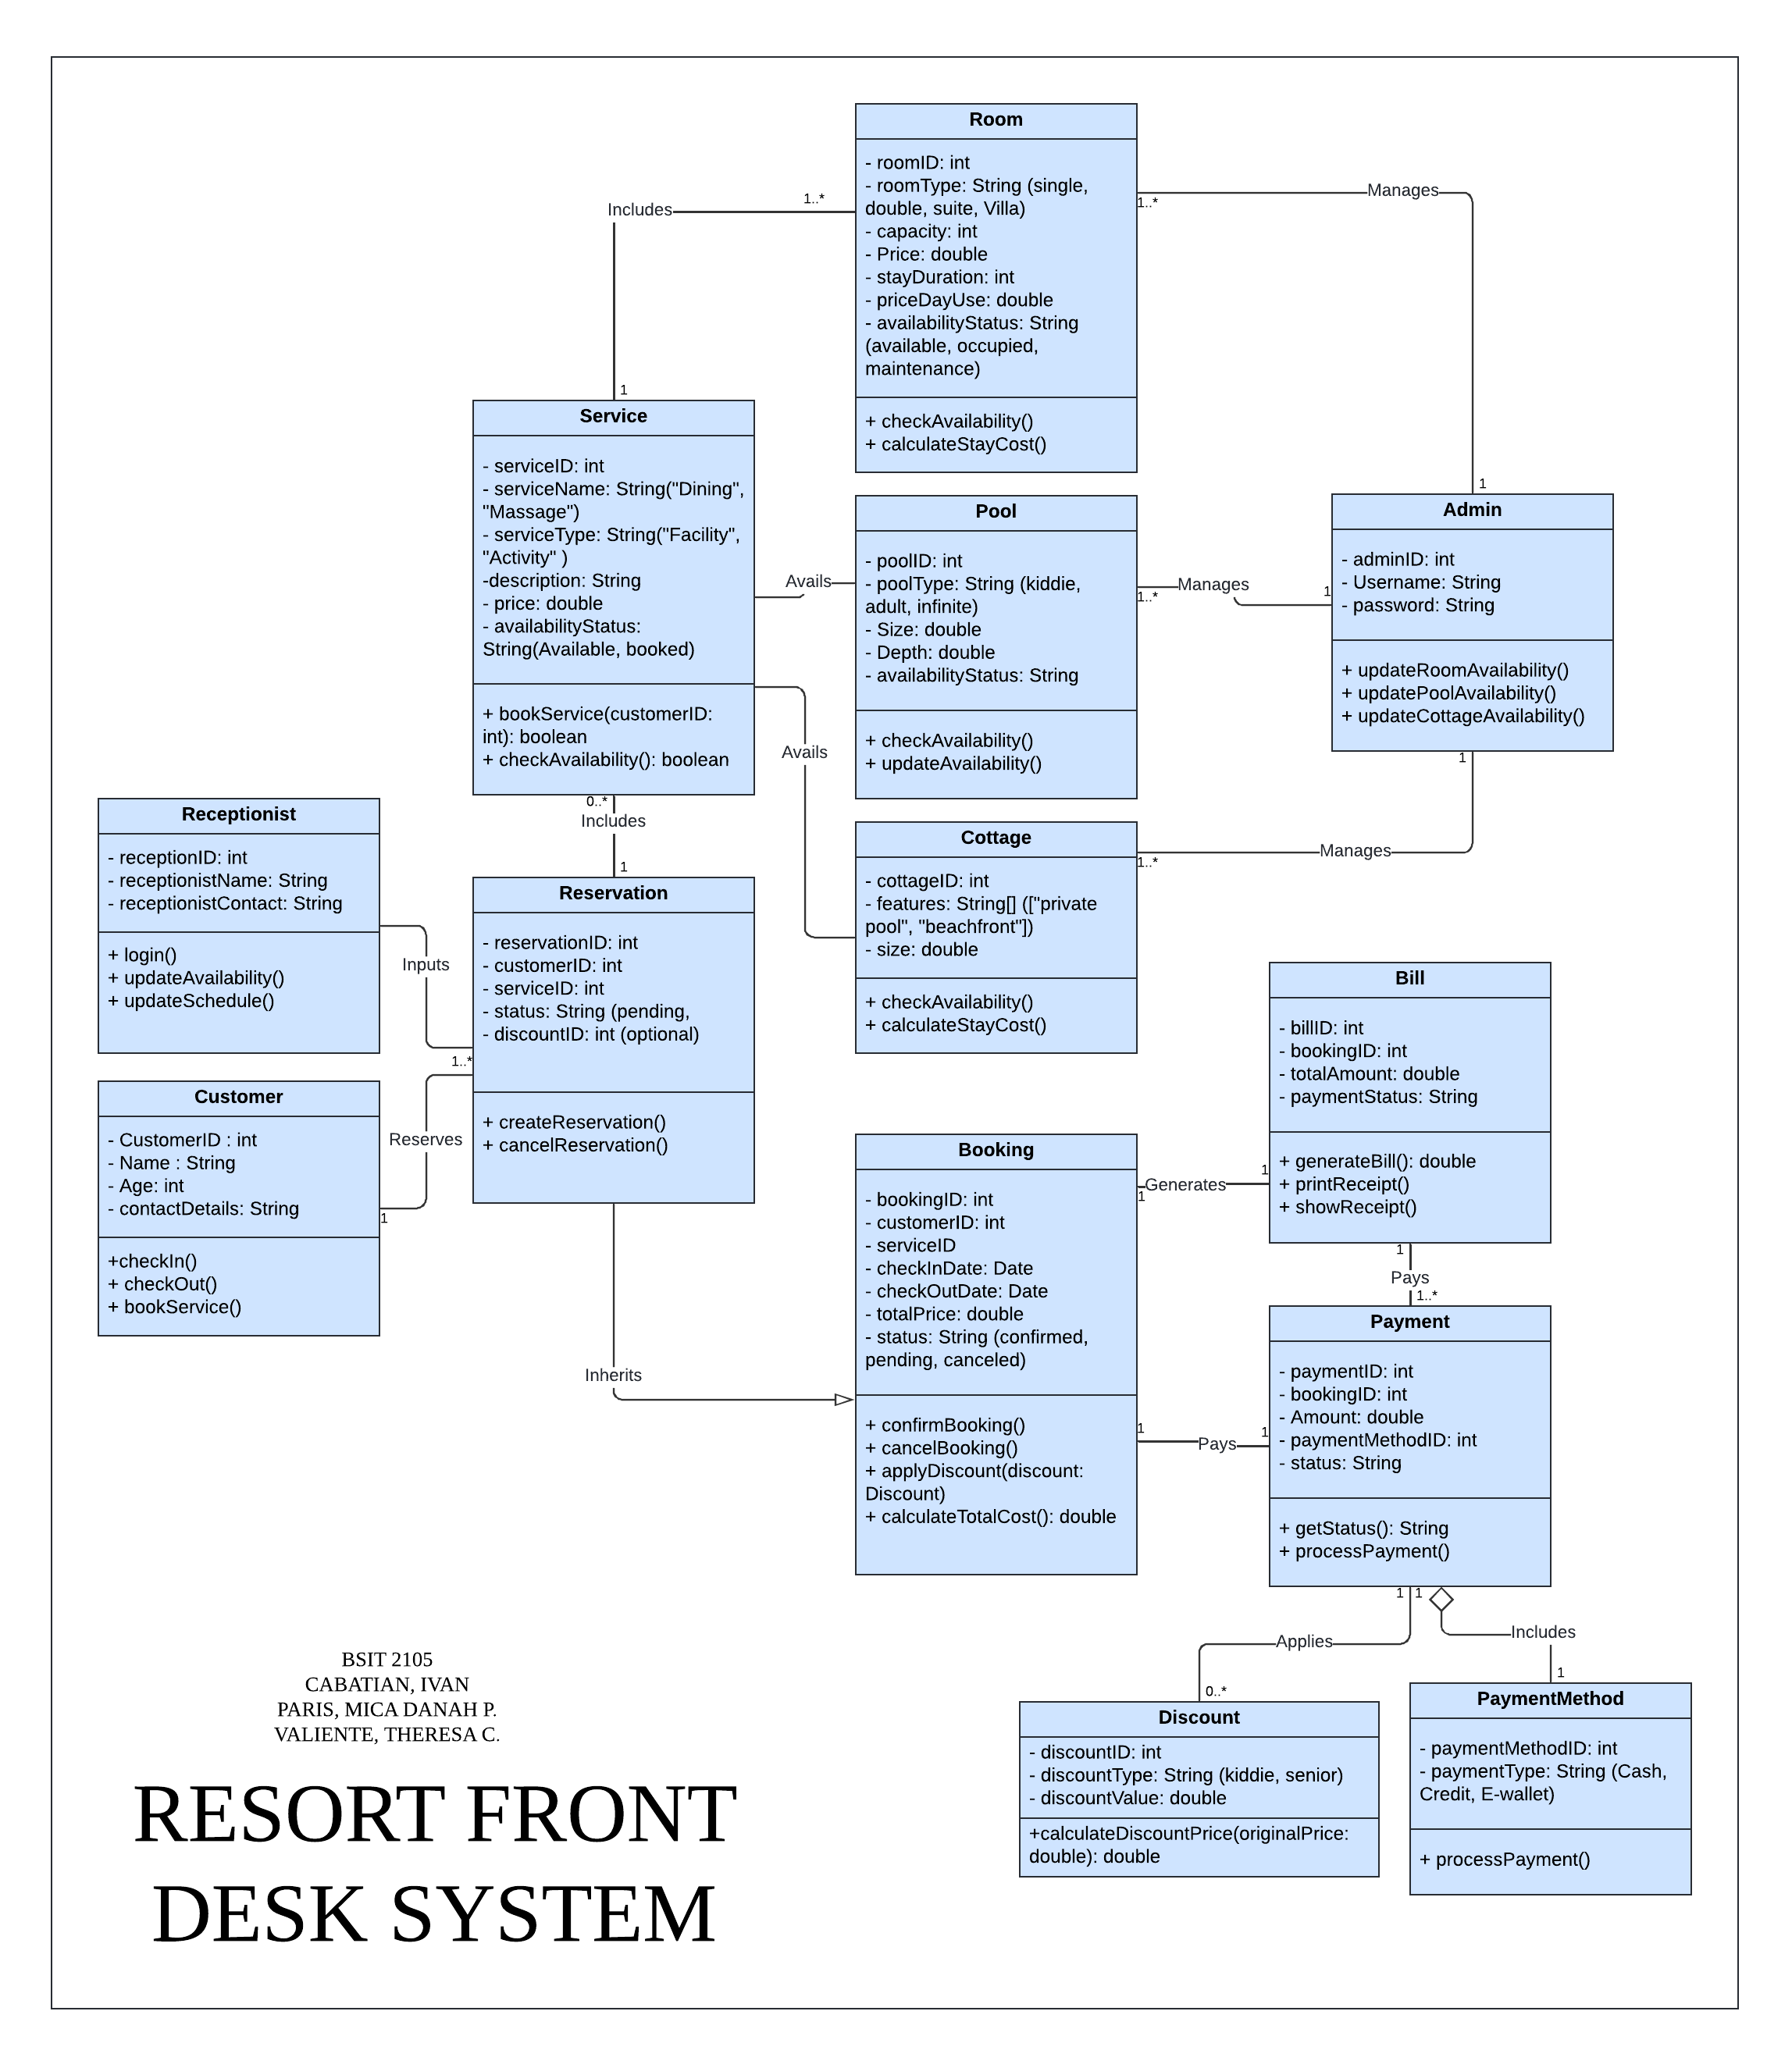 Room
- roomID: int
- roomType: String (single,
double, suite, Villa)
- capacity: int
- Price: double
- stayDuration: int
- priceDayUse: double
- availabilityStatus: String
(available, occupied,
maintenance)
+ checkAvailability()
+ calculateStayCost()
Includes
1..*
1
Manages
1..*
1
Service
- serviceID: int
- serviceName: String("Dining",
"Massage")
- serviceType: String("Facility",
"Activity" )
-description: String
- price: double
- availabilityStatus:
String(Available, booked)
+ bookService(customerID:
int): boolean
+ checkAvailability(): boolean
Avails
Avails
Pool
- poolID: int
- poolType: String (kiddie,
adult, infinite)
- Size: double
- Depth: double
- availabilityStatus: String
+ checkAvailability()
+ updateAvailability()
Manages
1..*
1
Admin
- adminID: int
- Username: String
- password: String
+ updateRoomAvailability()
+ updatePoolAvailability()
+ updateCottageAvailability()
1
Manages
1..*
Cottage
- cottageID: int
- features: String[] (["private
pool", "beachfront"])
- size: double
+ checkAvailability()
+ calculateStayCost()
0..*
Includes
1
Receptionist
- receptionID: int
- receptionistName: String
- receptionistContact: String
+ login()
+ updateAvailability()
+ updateSchedule()
Inputs
Reservation
- reservationID: int
- customerID: int
- serviceID: int
- status: String (pending,
- discountID: int (optional)
+ createReservation()
+ cancelReservation()
1..*
Reserves
1
Customer
- CustomerID : int
- Name : String
- Age: int
- contactDetails: String
+checkIn()
+ checkOut()
+ bookService()
Inherits
Booking
- bookingID: int
- customerID: int
- serviceID
- checkInDate: Date
- checkOutDate: Date
- totalPrice: double
- status: String (confirmed,
pending, canceled)
+ confirmBooking()
+ cancelBooking()
+ applyDiscount(discount:
Discount)
+ calculateTotalCost(): double
1
Generates
1
Bill
- billID: int
- bookingID: int
- totalAmount: double
- paymentStatus: String
+ generateBill(): double
+ printReceipt()
+ showReceipt()
1
Pays
1..*
1
Pays
1
Payment
- paymentID: int
- bookingID: int
- Amount: double
- paymentMethodID: int
- status: String
+ getStatus(): String
+ processPayment()
1
1
Applies
0..*
Includes
1
Discount
- discountID: int
- discountType: String (kiddie, senior)
- discountValue: double
+calculateDiscountPrice(originalPrice:
double): double
PaymentMethod
- paymentMethodID: int
- paymentType: String (Cash,
Credit, E-wallet)
+ processPayment()
BSIT 2105
CABATIAN, IVAN
PARIS, MICA DANAH P.
VALIENTE, THERESA C.
RESORT FRONT
DESK SYSTEM